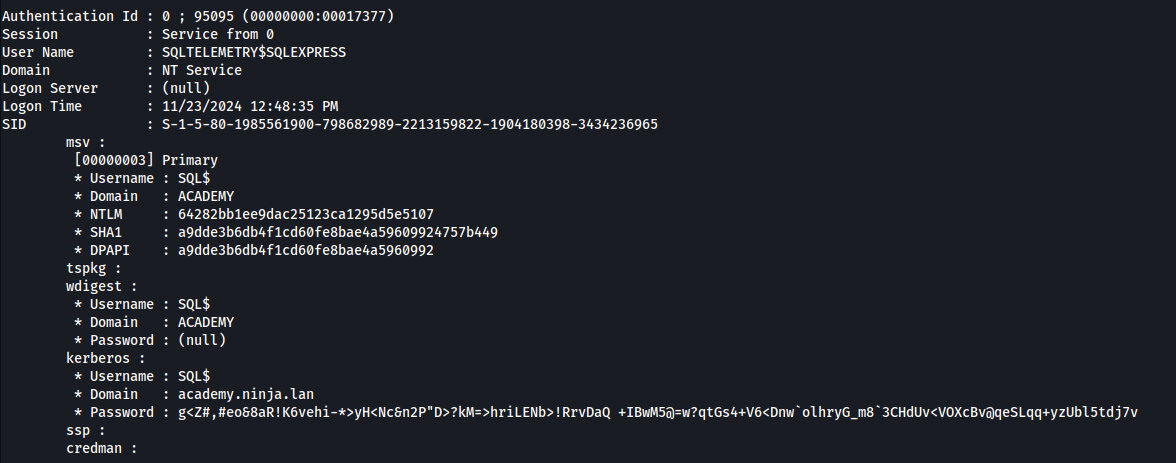 Authentication Id : 0 ; 95095 (00000000:00017377)
Session           : Service from 0
User Name         : SQLTELEMETRY$SQLEXPRESS
Domain            : NT Service
Logon Server      : (null)
Logon Time        : 11/23/2024 12:48:35 PM
SID               : S-1-5-80-1985561900-798682989-2213159822-1904180398-3434236965
        msv :
         [00000003] Primary
         * Username : SQL$
         * Domain   : ACADEMY
         * NTLM     : 64282bb1ee9dac25123ca1295d5e5107
         * SHA1     : a9dde3b6db4f1cd60fe8bae4a59609924757b449
         * DPAPI    : a9dde3b6db4f1cd60fe8bae4a5960992
        tspkg :
        wdigest :
         * Username : SQL$
         * Domain   : ACADEMY
         * Password : (null)
        kerberos :
         * Username : SQL$
         * Domain   : academy.ninja.lan
         * Password : g<Z#,#eo&8aR!K6vehi-*>yH<Nc&n2P"D>?kM=>hriLENb>!RrvDaQ +IBwM5@=w?qtGs4+V6<Dnw`olhryG_m8`3CHdUv<VOXcBv@qeSLqq+yzUbl5tdj7v
        ssp :
        credman :